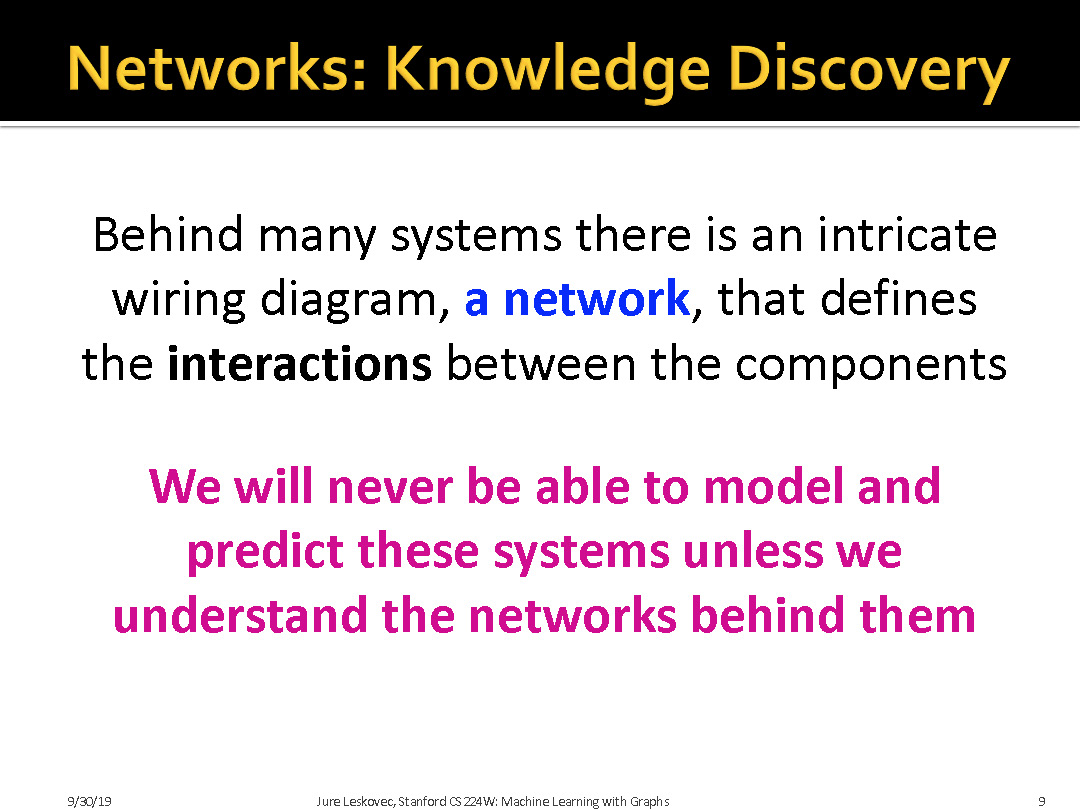 Networks: Knowledge Discovery
Behind many systems there is an intricate
wiring diagram, a network, that defines
the interactions between the components
We will never be able to model and
predict these systems unless we
understand the networks behind them
9/30/19
Jure Leskovec, Stanford CS224W: Machine Learning with Graphs
9